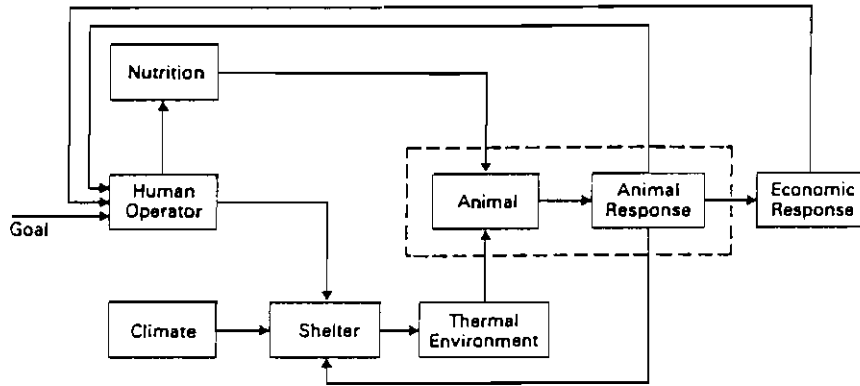 Nutrition
Human
Operator
Goal
Animal
Animal
Response
Economic
Response
Climate
Shelter
Thermal
Environment